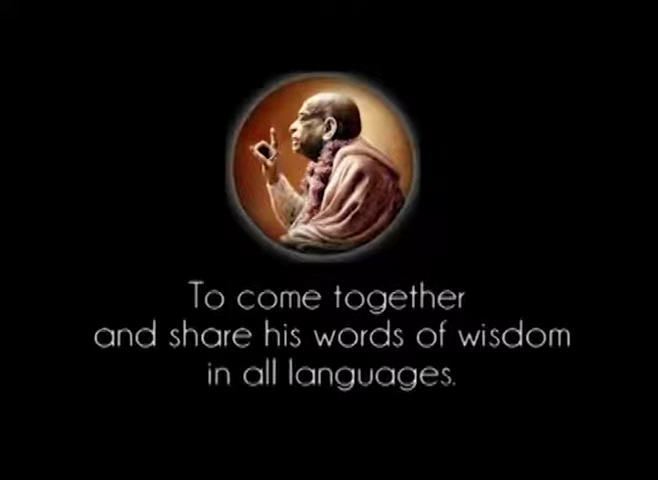 To come together
and share his words of wisdom
in all languages.